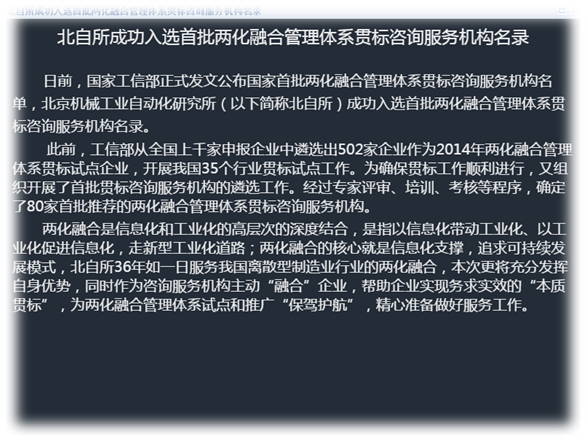 北自所成功入选首批两化融合管理体系贯标咨询服务机构名录
北自所成功入选首批两化融合管理体系贯标咨询服务机构名录
日前，国家工信部正式发文公布国家首批两化融合管理体系贯标咨询服务机构名
单，北京机械工业自动化研究所（以下简称北自所）成功入选首批两化融合管理体系贯
标咨询服务机构名录。
此前，工信部从全国上千家申报企业中遴选出502家企业作为2014年两化融合管理
体系贯标试点企业，开展我国35个行业贯标试点工作。为确保贯标工作顺利进行，又组
织开展了首批贯标咨询服务机构的遴选工作。经过专家评审、培训、考核等程序，确定
了80家首批推荐的两化融合管理体系贯标咨询服务机构。
两化融合是信息化和工业化的高层次的深度结合，是指以信息化带动工业化、以工
业化促进信息化，走新型工业化道路；两化融合的核心就是信息化支撑，追求可持续发
展模式，北自所36年如一日服务我国离散型制造业行业的两化融合，本次更将充分发挥
自身优势，同时作为咨询服务机构主动“融合”企业，帮助企业实现务求实效的“本质
贯标”，为两化融合管理体系试点和推广“保驾护航”，精心准备做好服务工作。